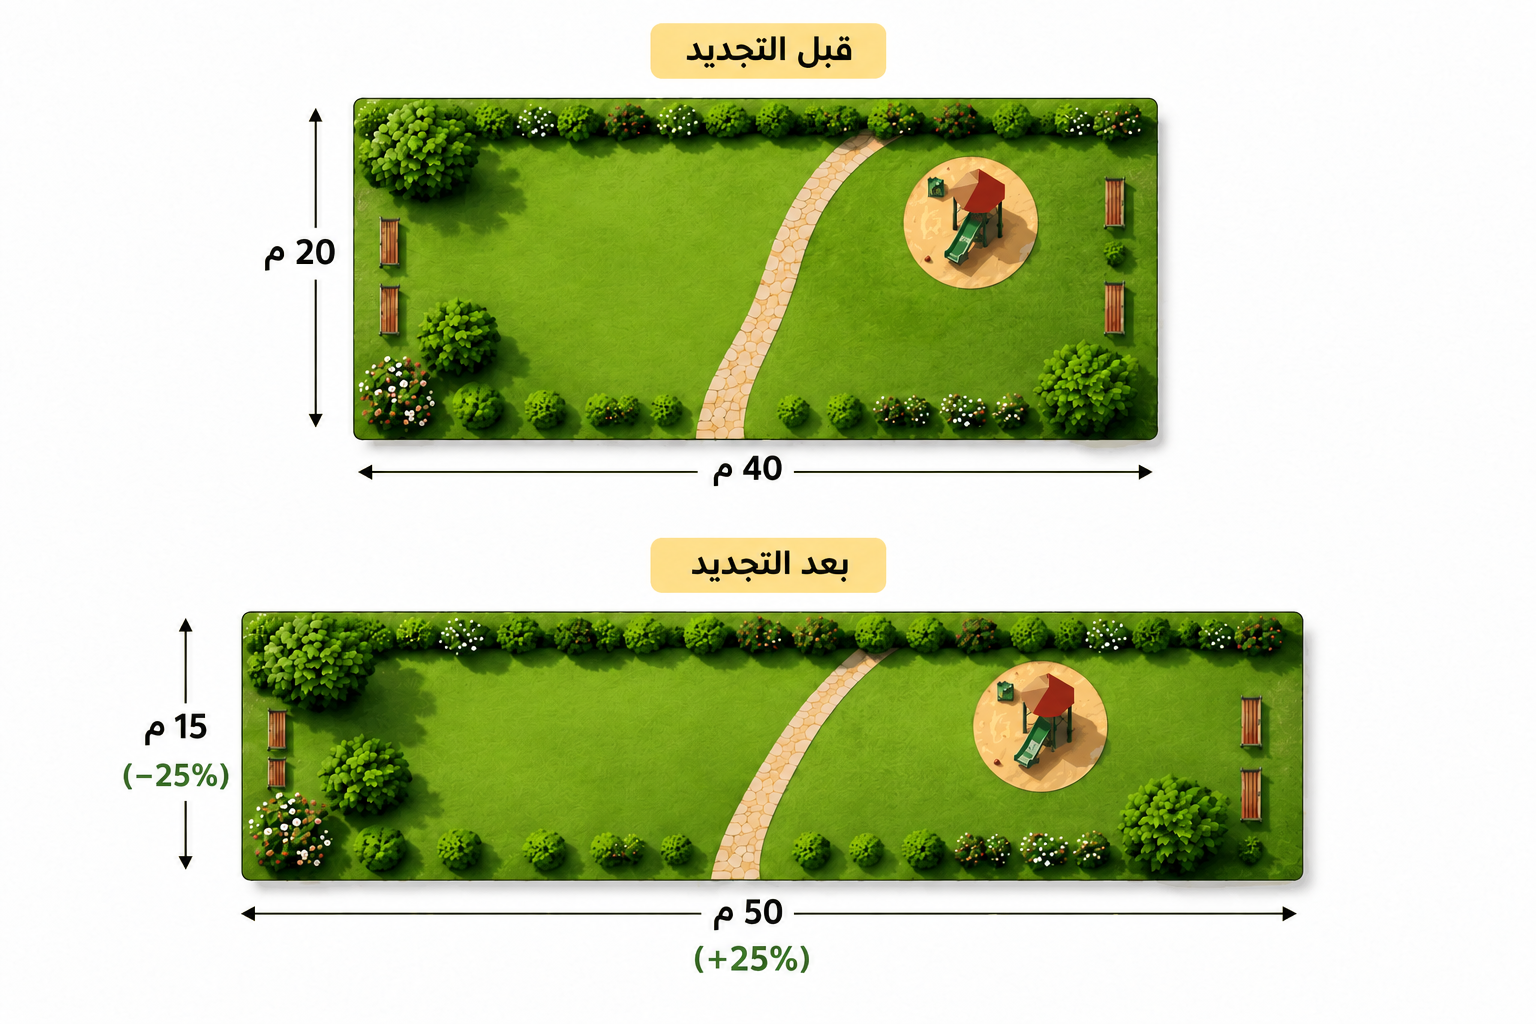 قبل التجديد
20 م
40 م
بعد التجديد
15 م
(−25%)
50 م
(+25%)